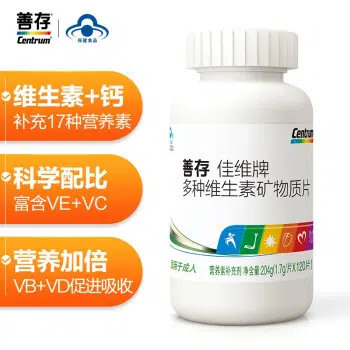 善存
Centrum
保健食品
维生素+钙
补充17种营养素
科学配比
富含VE+VC
营养加倍
VB+VD促进吸收
Centrum
善存 佳维牌
多种维生素矿物质片
适用于成人
营养素补充剂 净含量204g(1.7g/片X120片